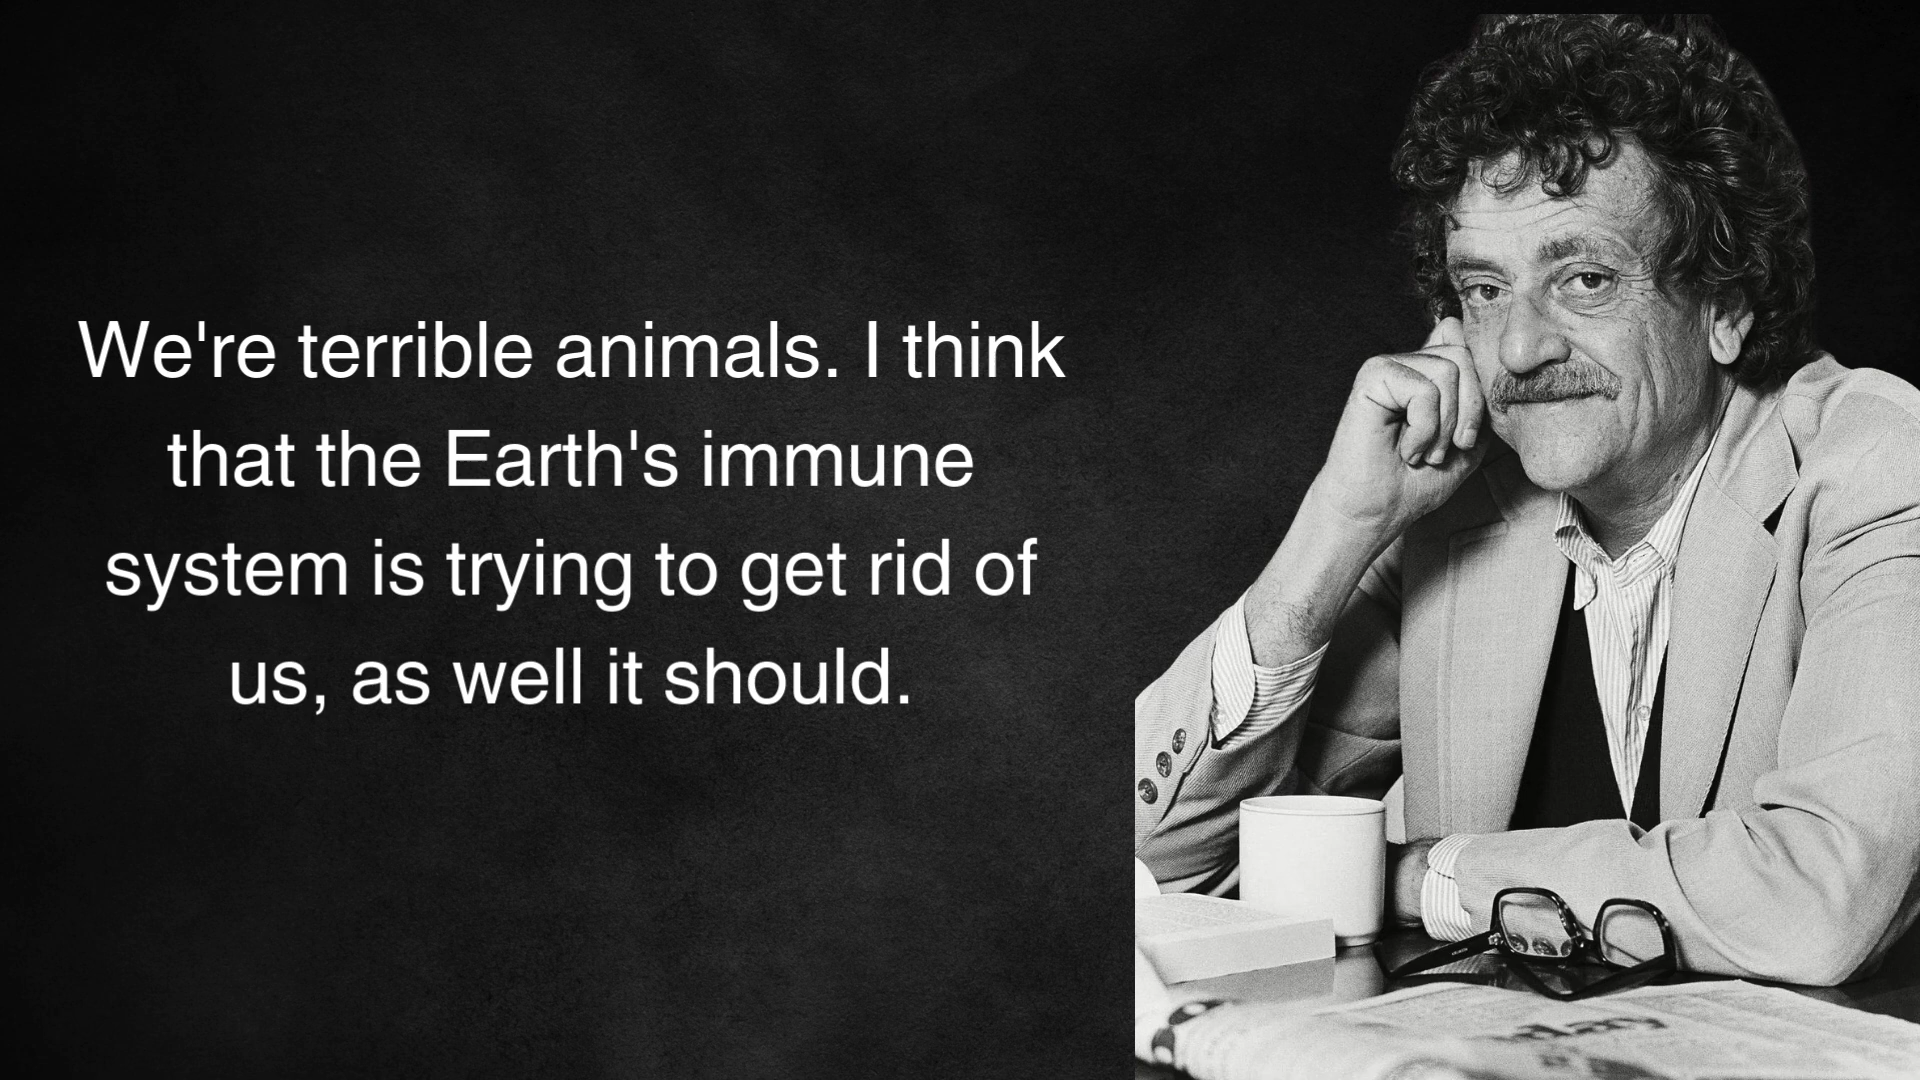 We're terrible animals. I think
that the Earth's immune
system is trying to get rid of
us, as well it should.